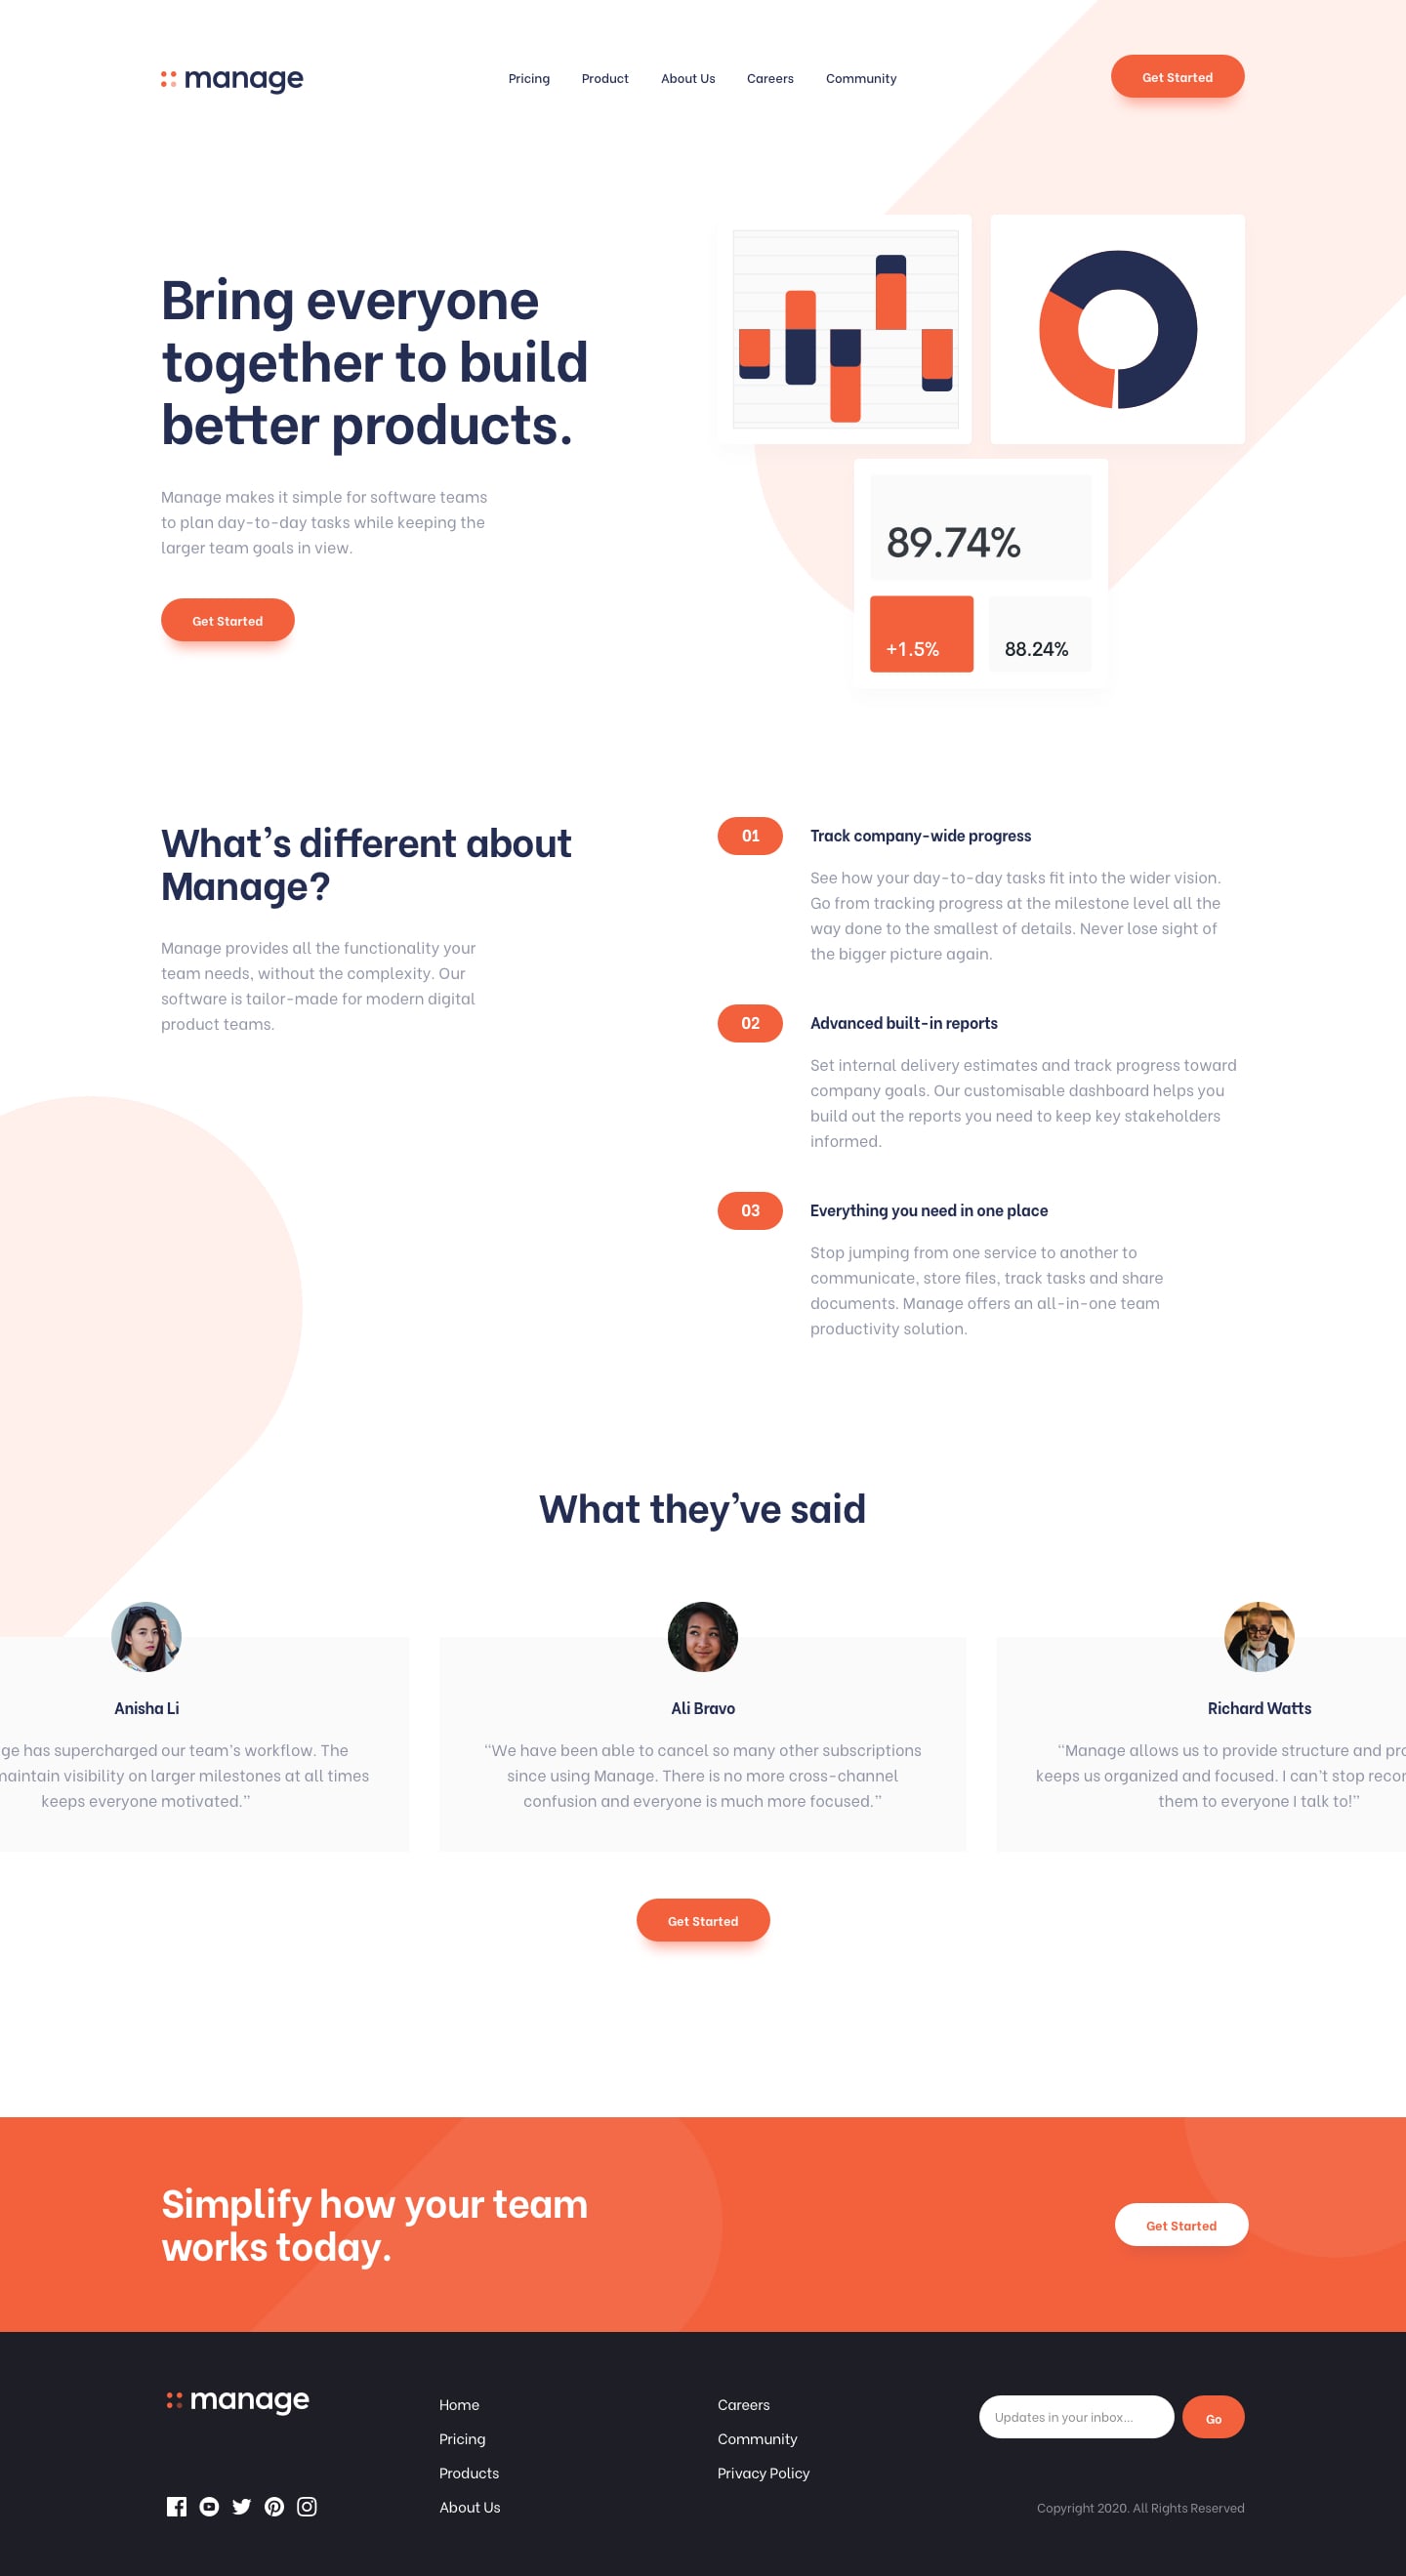 manage
Pricing
Product
About Us
Careers
Community
Get Started
Bring everyone
together to build
better products.
Manage makes it simple for software teams
to plan day-to-day tasks while keeping the
larger team goals in view.
Get Started
89.74%
+1.5%
88.24%
What's different about
Manage?
Manage provides all the functionality your
team needs, without the complexity. Our
software is tailor-made for modern digital
product teams.
01
Track company-wide progress
See how your day-to-day tasks fit into the wider vision.
Go from tracking progress at the milestone level all the
way done to the smallest of details. Never lose sight of
the bigger picture again.
02
Advanced built-in reports
Set internal delivery estimates and track progress toward
company goals. Our customisable dashboard helps you
build out the reports you need to keep key stakeholders
informed.
03
Everything you need in one place
Stop jumping from one service to another to
communicate, store files, track tasks and share
documents. Manage offers an all-in-one team
productivity solution.
What they've said
Anisha Li
has supercharged our team's workflow. The
maintain visibility on larger milestones at all times
keeps everyone motivated.”
Ali Bravo
“We have been able to cancel so many other subscriptions
since using Manage. There is no more cross-channel
confusion and everyone is much more focused.”
Richard Watts
“Manage allows us to provide structure and
keeps us organized and focused. I can't stop
them to everyone I talk to!”
Get Started
Simplify how your team
works today.
Get Started
manage
Home
Pricing
Products
About Us
Careers
Community
Privacy Policy
Updates in your inbox...
Go
Copyright 2020. All Rights Reserved